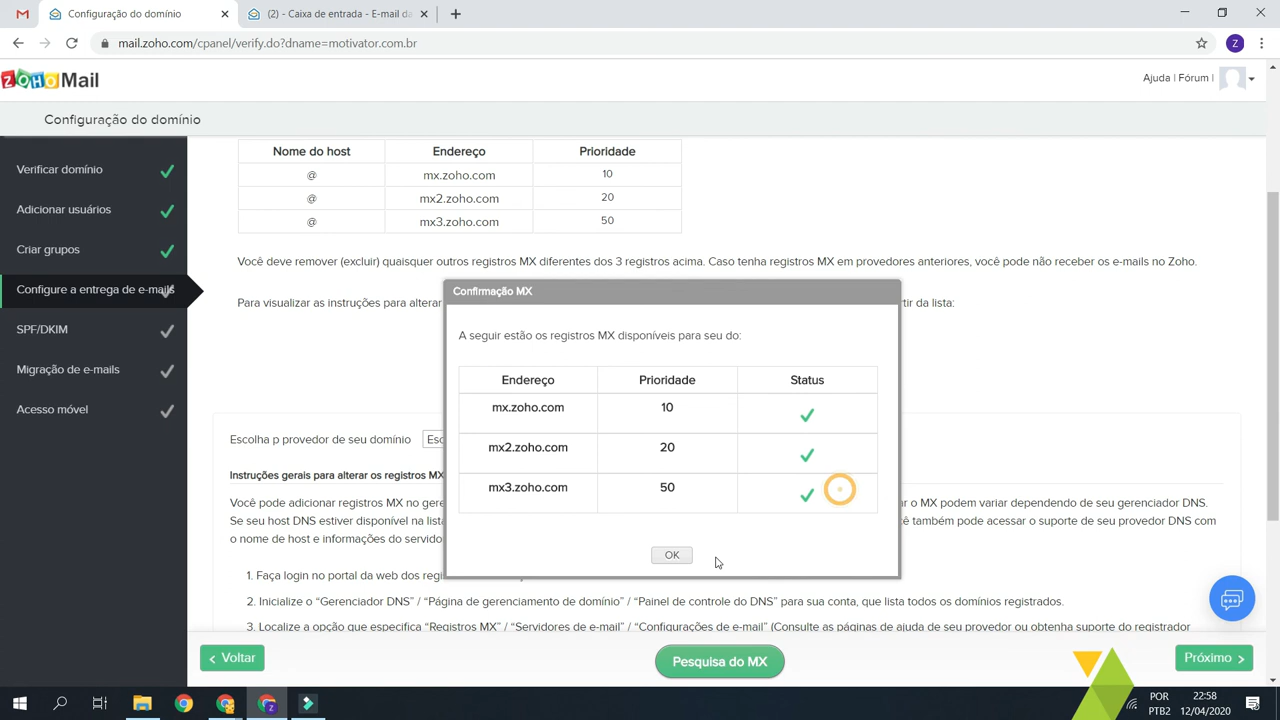 Configuração do domínio
(2) - Caixa de entrada - E-mail da
mail.zoho.com/cpanel/verify.do?dname=motivator.com.br
Z
ZOHO Mail
Ajuda | Fórum |
Configuração do domínio
Verificar domínio
Adicionar usuários
Criar grupos
Configure a entrega de e-mails
SPF/DKIM
Migração de e-mails
Acesso móvel
Nome do host Endereço Prioridade
@ mx.zoho.com 10
@ mx2.zoho.com 20
@ mx3.zoho.com 50
Você deve remover (excluir) quaisquer outros registros MX diferentes dos 3 registros acima. Caso tenha registros MX em provedores anteriores, você pode não receber os e-mails no Zoho.
Para visualizar as instruções para alterar rtir da lista:
Confirmação MX
A seguir estão os registros MX disponíveis para seu do:
Endereço Prioridade Status
mx.zoho.com 10
mx2.zoho.com 20
mx3.zoho.com 50
OK
Escolha p provedor de seu domínio Esc
Instruções gerais para alterar os registros MX
Você pode adicionar registros MX no gere ar o MX podem variar dependendo de seu gerenciador DNS.
Se seu host DNS estiver disponível na lista cê também pode acessar o suporte de seu provedor DNS com
o nome de host e informações do servido
1. Faça login no portal da web dos regi
2. Inicialize o “Gerenciador DNS” / “Página de gerencimento de domínio” / “Painel de controle do DNS” para sua conta, que lista todos os domínios registrados.
3. Localize a opção que especifica “Registros MX” / “Servidores de e-mail” / “Configurações de e-mail” (Consulte as páginas de ajuda de seu provedor ou obtenha suporte do registrador
Voltar
Pesquisa do MX
Próximo
POR
PTB2
22:58
12/04/2020